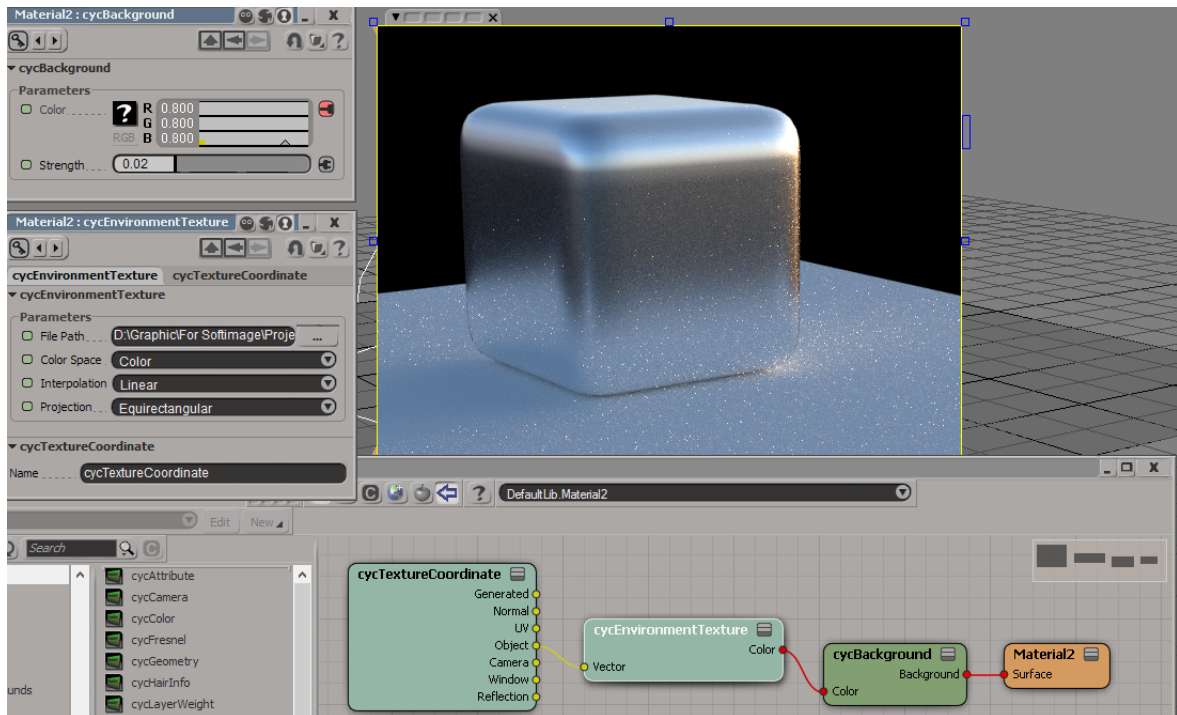 Material2 : cycBackground
cycBackground
Parameters
Color
R 0.800
G 0.800
RGB B 0.800
Strength 0.02
Material2 : cycEnvironmentTexture
cycEnvironmentTexture cycTextureCoordinate
cycEnvironmentTexture
Parameters
File Path D:\Graphic\For Softimage\Proje ...
Color Space Color
Interpolation Linear
Projection Equirectangular
cycTextureCoordinate
Name cycTextureCoordinate
DefaultLib.Material2
Edit New
Search
cycAttribute
cycCamera
cycColor
cycFresnel
cycGeometry
cycHairInfo
cycLayerWeight
unds
cycTextureCoordinate
Generated
Normal
UV
Object
Camera
Window
Reflection
cycEnvironmentTexture
Color
Vector
cycBackground
Background
Color
Material2
Surface